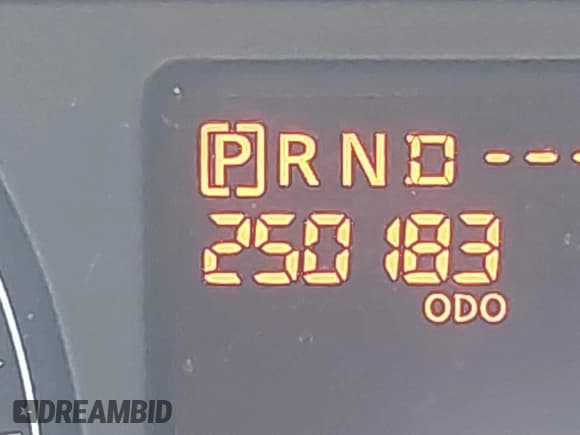 [P] R N D ---
250183
ODO
DREAMBID